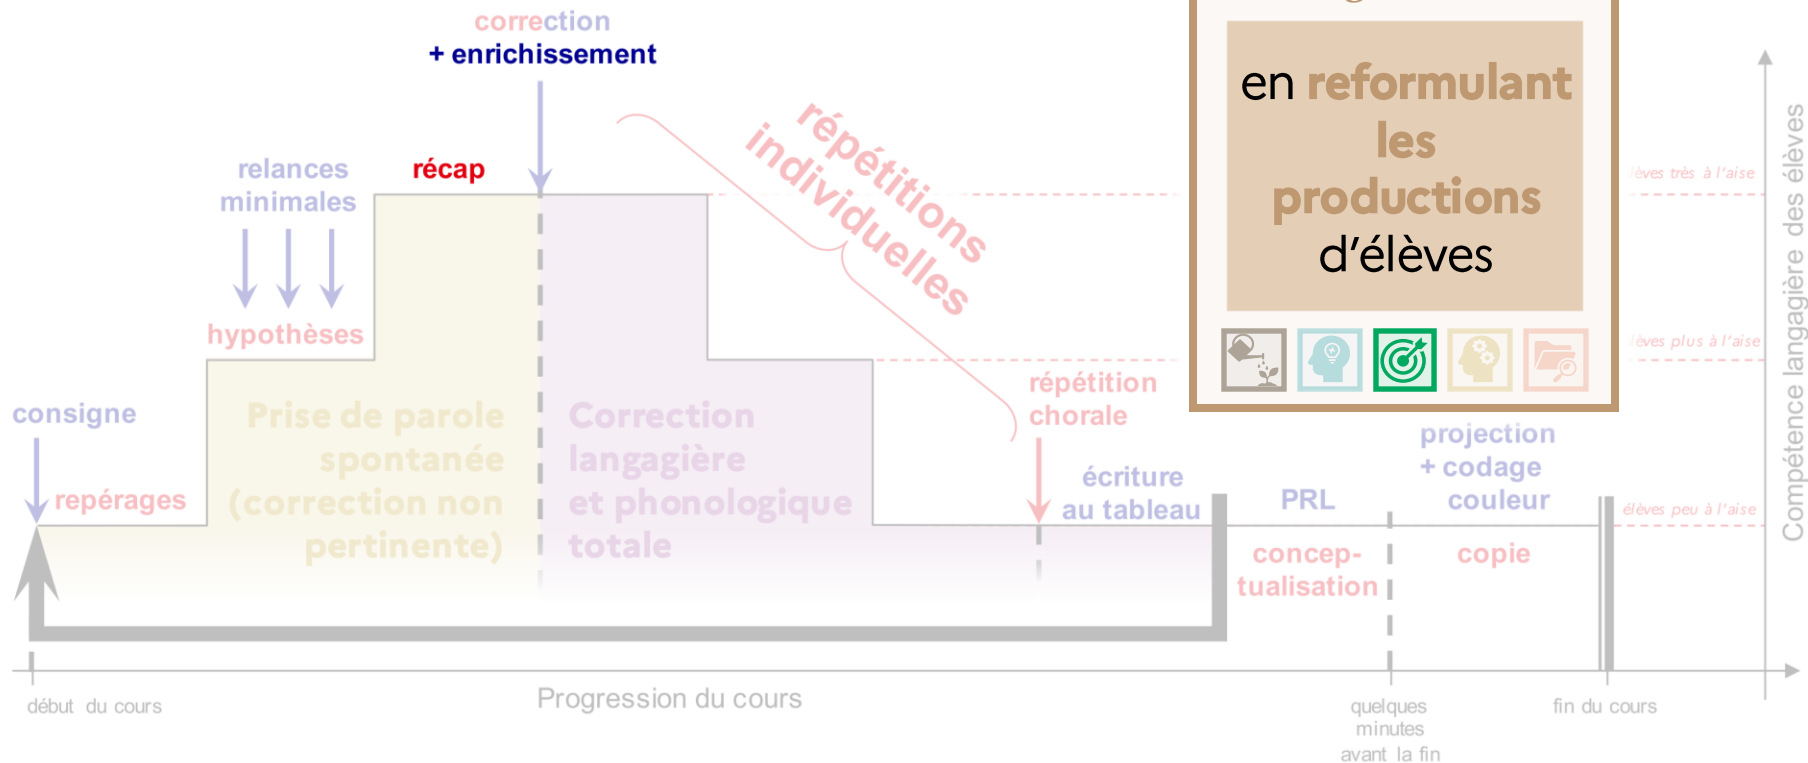 correction
+ enrichissement
relances
minimales
récap
hypothèses
répétitions
individuelles
en reformulant
les
productions
d'élèves
consigne
repérages
Prise de parole
spontanée
(correction non
pertinente)
Correction
langagière
et phonologique
totale
répétition
chorale
écriture
au tableau
PRL
concep-
tualisation
projection
+ codage
couleur
copie
très à l'aise
plus à l'aise
élèves peu à l'aise
Compétence langagière des élèves
début du cours
Progression du cours
quelques
minutes
avant la fin
fin du cours